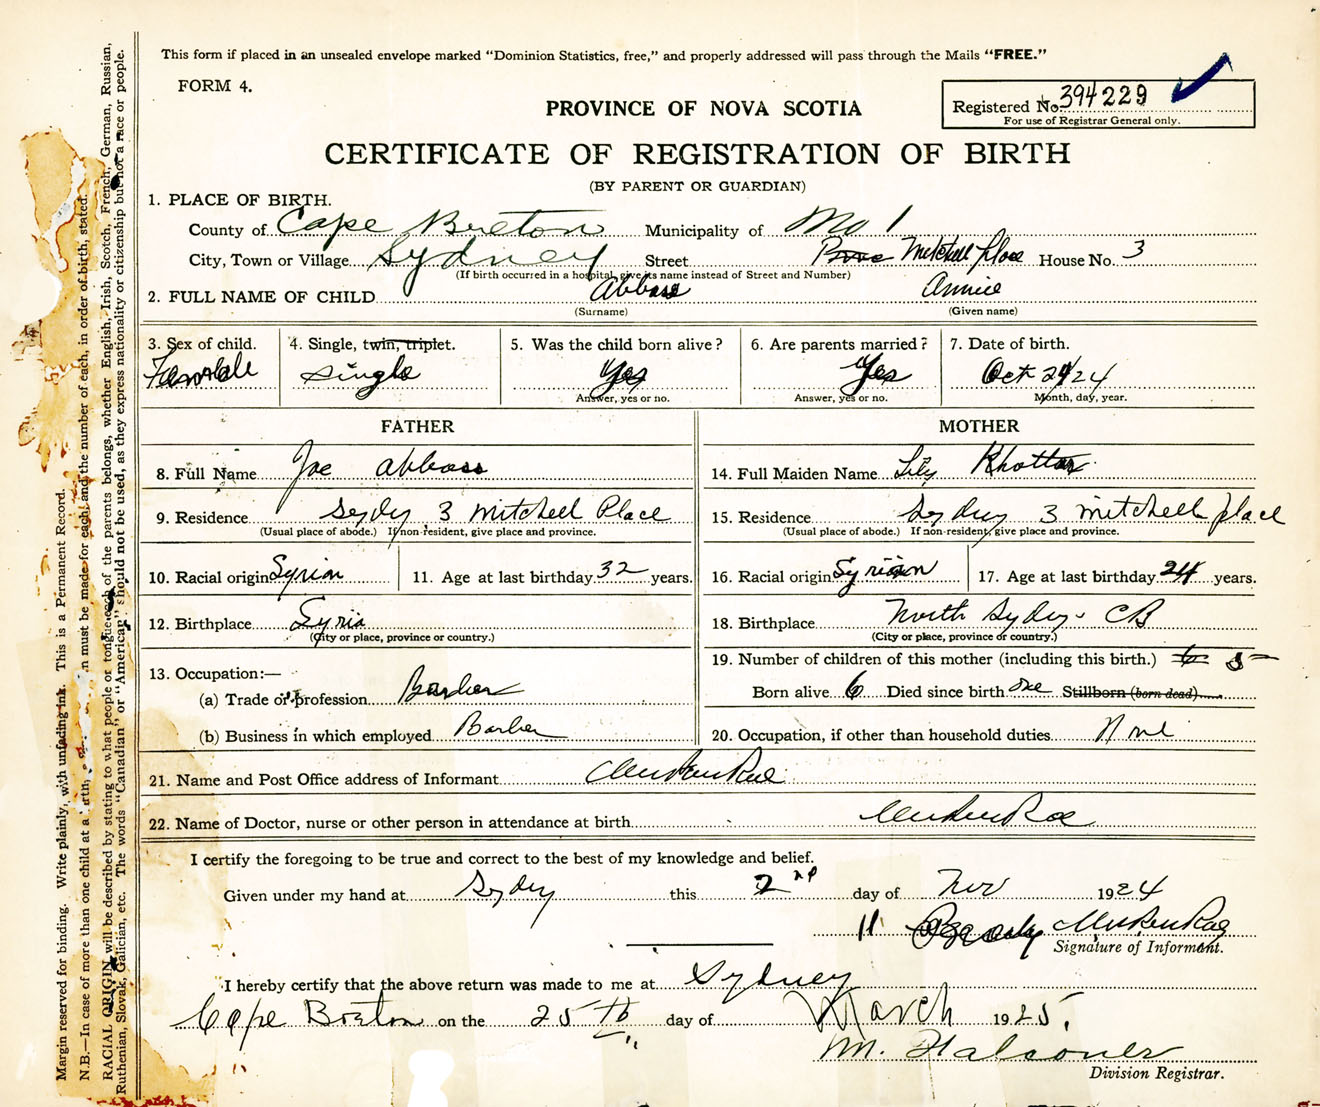 This form if placed in an unsealed envelope marked "Dominion Statistics, free," and properly addressed will pass through the Mails "FREE."
FORM 4.
Registered No. 394229
For use of Registrar General only.
PROVINCE OF NOVA SCOTIA
CERTIFICATE OF REGISTRATION OF BIRTH
(BY PARENT OR GUARDIAN)
1. PLACE OF BIRTH.
County of Cape Breton Municipality of No 1
City, Town or Village Sydney Street Mitchell place House No. 3
(If birth occurred in a hospital, give its name instead of Street and Number)
2. FULL NAME OF CHILD Abbass Annie
(Surname) (Given name)
3. Sex of child. 4. Single, twin, triplet. 5. Was the child born alive? 6. Are parents married? 7. Date of birth.
Female Single Yes Yes Oct 24/24
Answer, yes or no. Answer, yes or no. Month, day, year.
FATHER MOTHER
8. Full Name Joe Abbass 14. Full Maiden Name Lily Khattar
9. Residence Sydney 3 Mitchell Place 15. Residence Sydney 3 Mitchell place
(Usual place of abode.) If non-resident, give place and province. (Usual place of abode.) If non-resident, give place and province.
10. Racial origin Syrian 11. Age at last birthday 32 years. 16. Racial origin Syrian 17. Age at last birthday 24 years.
12. Birthplace Syria 18. Birthplace North Sydney CB
(City or place, province or country.) (City or place, province or country.)
13. Occupation:— 19. Number of children of this mother (including this birth.) 6 5
(a) Trade or profession Barber Born alive 6 Died since birth one Stillborn (born dead)
(b) Business in which employed Barber 20. Occupation, if other than household duties None
21. Name and Post Office address of Informant
22. Name of Doctor, nurse or other person in attendance at birth
I certify the foregoing to be true and correct to the best of my knowledge and belief.
Given under my hand at Sydney this 2nd day of Nov 1924
11
Signature of Informant.
I hereby certify that the above return was made to me at Sydney
Cape Breton on the 25th day of March 1925.
M. Falconer
Division Registrar.
Margin reserved for binding. Write plainly, with unfading ink. This is a Permanent Record.
N.B.—In case of more than one child at a birth, a n must be made for each and the number of each, in order of birth, stated.
RACIAL ORIGIN will be described by stating to what people or tongue each of the parents belongs, whether English, Irish, Scotch, French, German, Russian,
Ruthenian, Slovak, Galician, etc. The words "Canadian" or "American" should not be used, as they express nationality or citizenship but not a race or people.